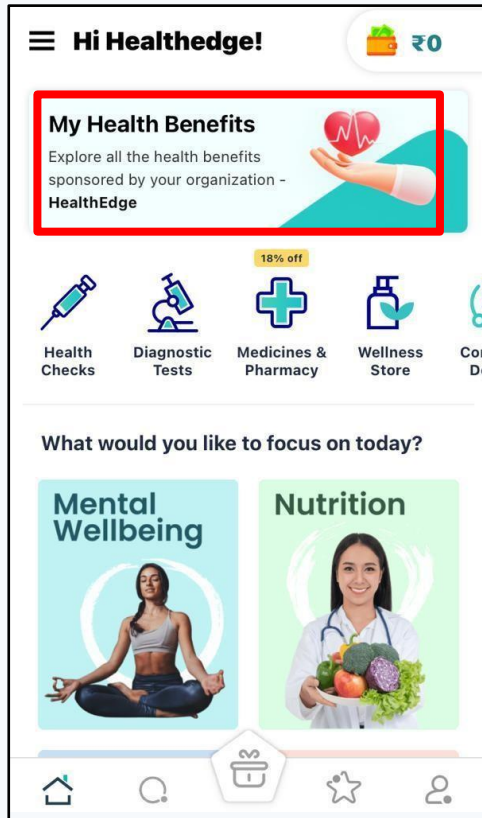 Hi Healthedge!
₹0
My Health Benefits
Explore all the health benefits
sponsored by your organization -
HealthEdge
18% off
Health
Checks
Diagnostic
Tests
Medicines &
Pharmacy
Wellness
Store
What would you like to focus on today?
Mental
Wellbeing
Nutrition